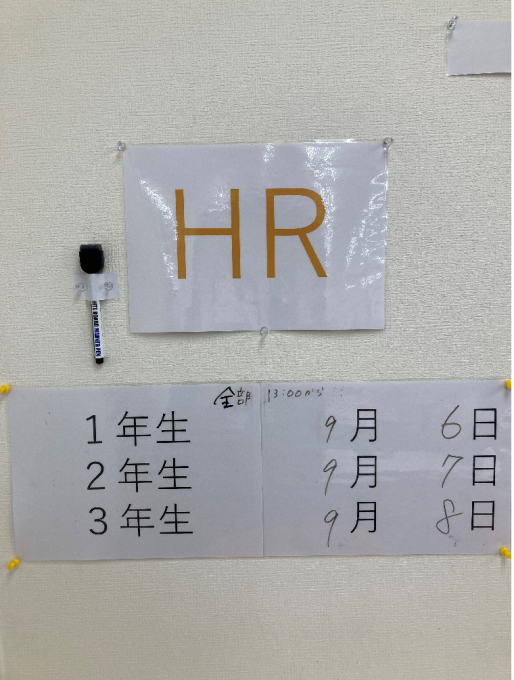 HR
全部 13:00から
1年生 9月 6日
2年生 9月 7日
3年生 9月 8日